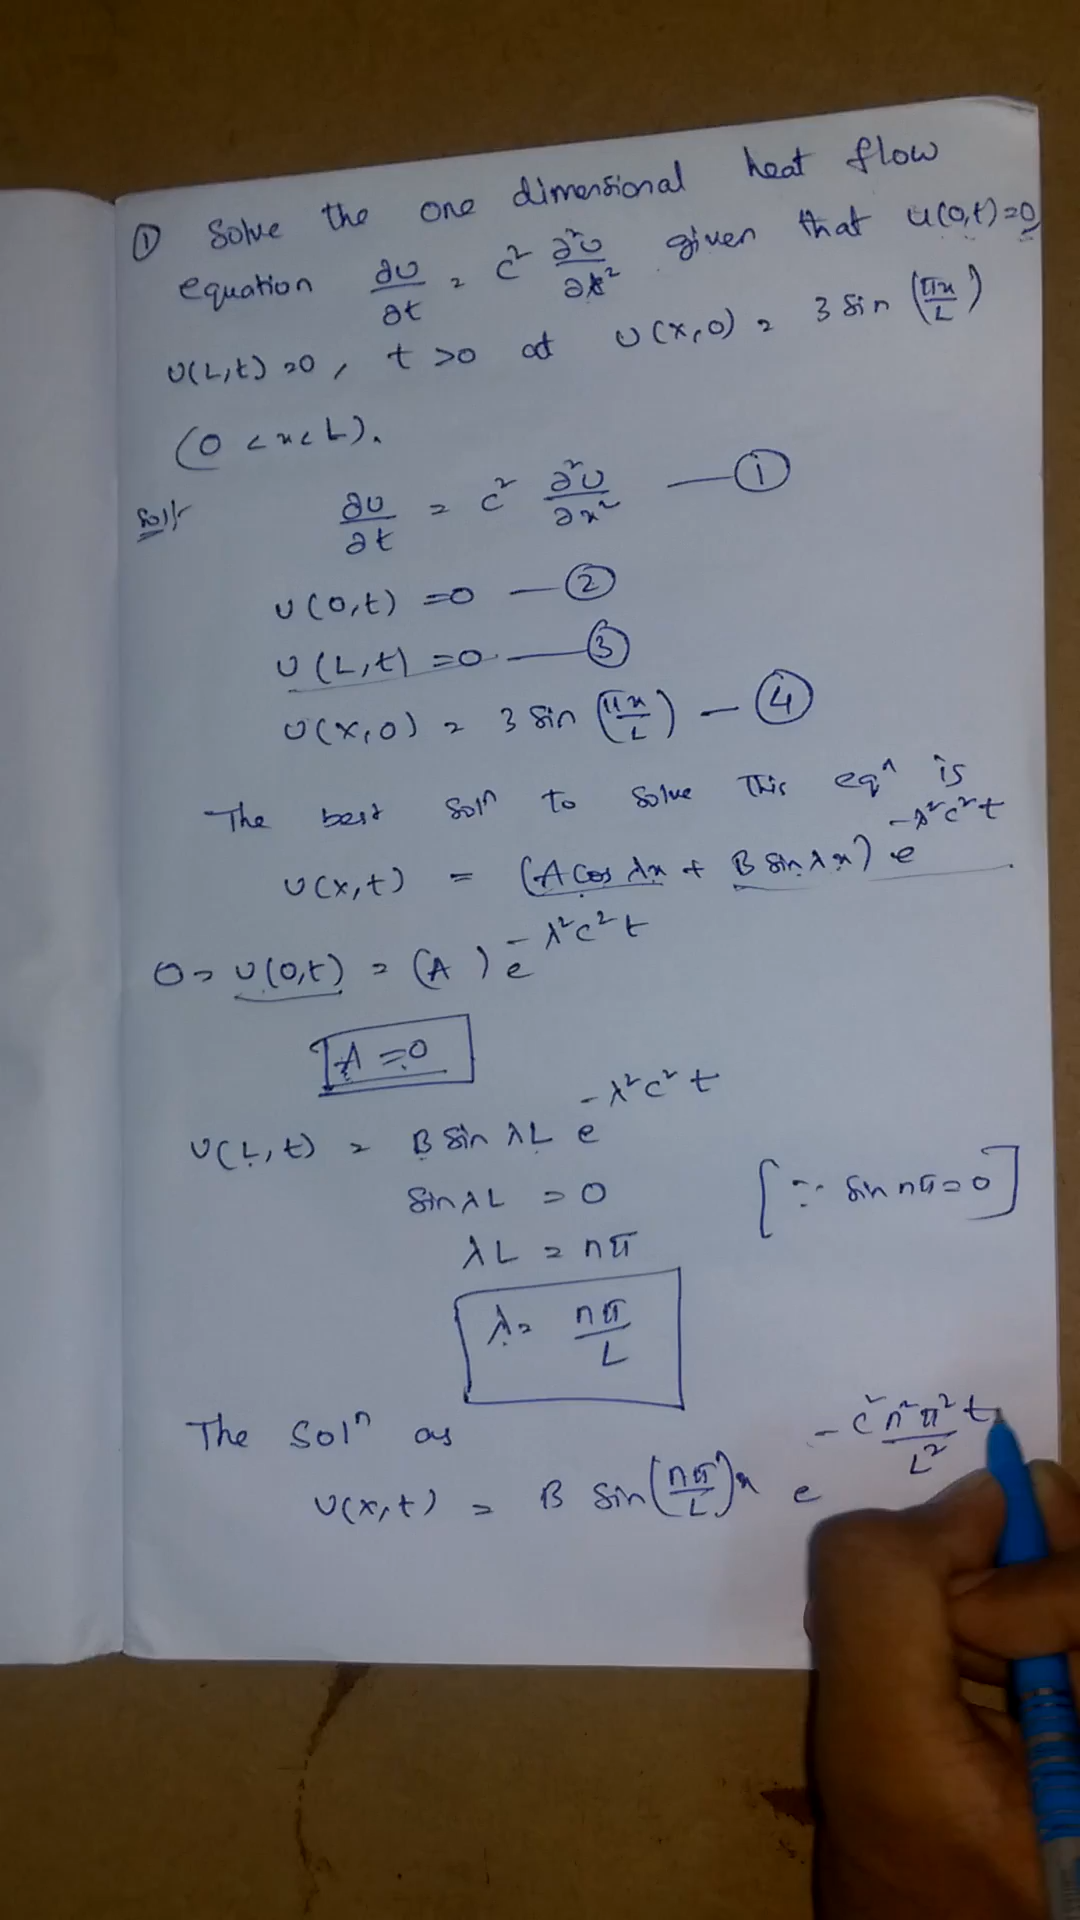 ① Solve the one dimensional heat flow
equation ∂u/∂t = c² ∂²u/∂x² given that u(0,t)=0
u(L,t)=0, t>0 at u(x,0) = 3 sin (πx/L)
(0<x<L).
Sol:- ∂u/∂t = c² ∂²u/∂x² — ①
u(0,t) =0 — ②
u(L,t) =0 — ③
u(x,0) = 3 sin (πx/L) — ④
The best solⁿ to solve this eqⁿ is
u(x,t) = (A cos λx + B sin λx) e^(-λ²c²t)
0 = u(0,t) = (A ) e^(-λ²c²t)
A=0
u(L,t) = B sin λL e^(-λ²c²t)
sin λL = 0 [∵ sin nπ=0]
λL = nπ
λ= nπ/L
The solⁿ as
u(x,t) = B sin(nπ/L)x e^(-c² n²π²/L² t)